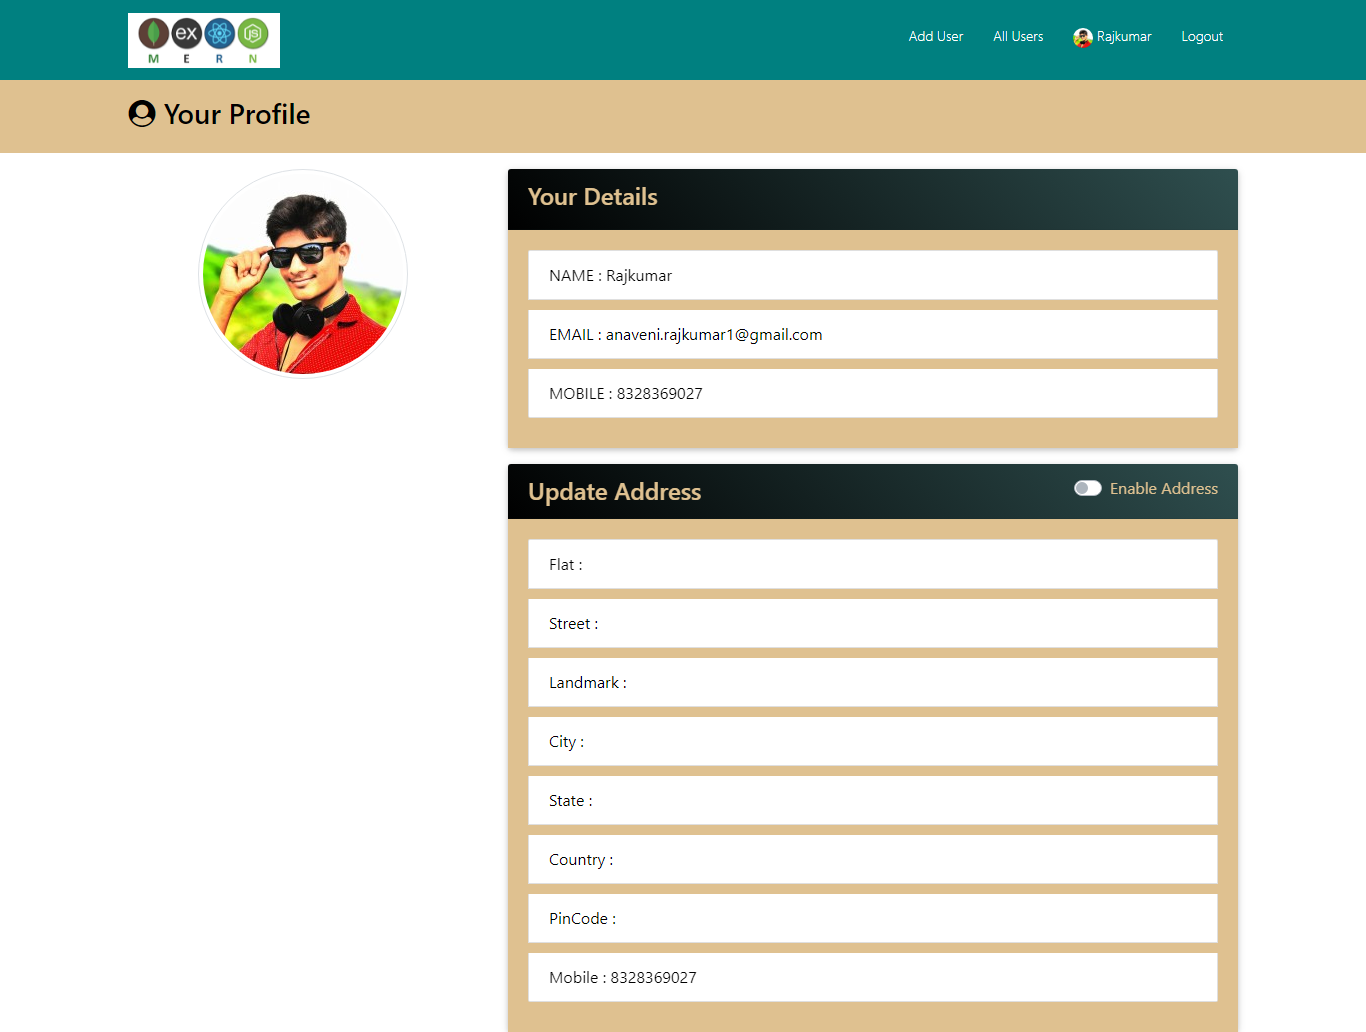 ex JS
M E R N
Add User
All Users
Rajkumar
Logout
Your Profile
Your Details
NAME : Rajkumar
EMAIL : anaveni.rajkumar1@gmail.com
MOBILE : 8328369027
Update Address
Enable Address
Flat :
Street :
Landmark :
City :
State :
Country :
PinCode :
Mobile : 8328369027